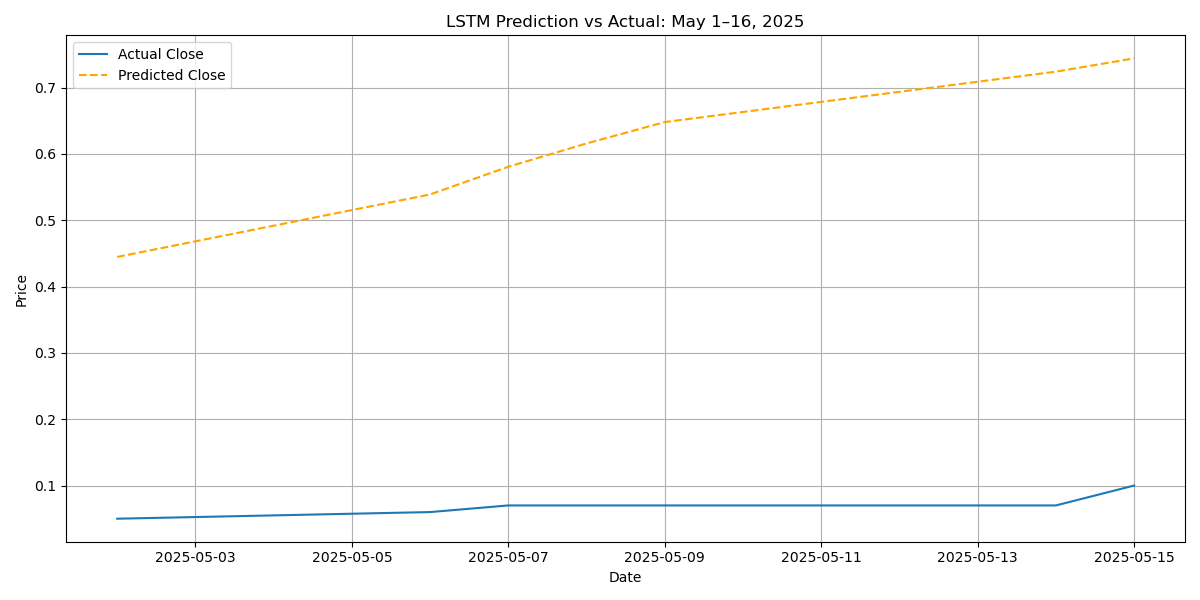 LSTM Prediction vs Actual: May 1–16, 2025
Actual Close
Predicted Close
Price
0.7
0.6
0.5
0.4
0.3
0.2
0.1
2025-05-03
2025-05-05
2025-05-07
2025-05-09
2025-05-11
2025-05-13
2025-05-15
Date